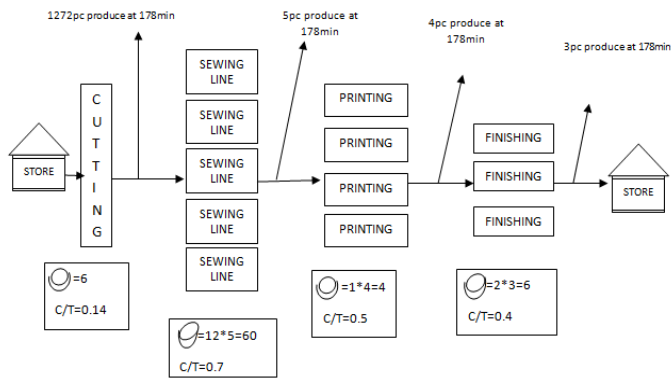 1272pc produce at 178min
5pc produce at
178min
4pc produce at
178min
3pc produce at 178min
STORE
C
U
T
T
I
N
G
SEWING
LINE
SEWING
LINE
SEWING
LINE
SEWING
LINE
SEWING
LINE
PRINTING
PRINTING
PRINTING
PRINTING
FINISHING
FINISHING
FINISHING
STORE
=6
C/T=0.14
=12*5=60
C/T=0.7
=1*4=4
C/T=0.5
=2*3=6
C/T=0.4